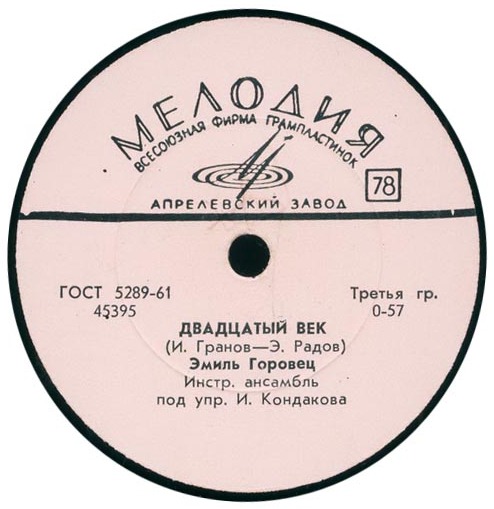 МЕЛОДИЯ
ВСЕСОЮЗНАЯ ФИРМА ГРАМПЛАСТИНОК
78
АПРЕЛЕВСКИЙ ЗАВОД
ГОСТ 5289-61
45395
Третья гр.
0-57
ДВАДЦАТЫЙ ВЕК
(И. Гранов—Э. Радов)
Эмиль Горовец
Инстр. ансамбль
под упр. И. Кондакова